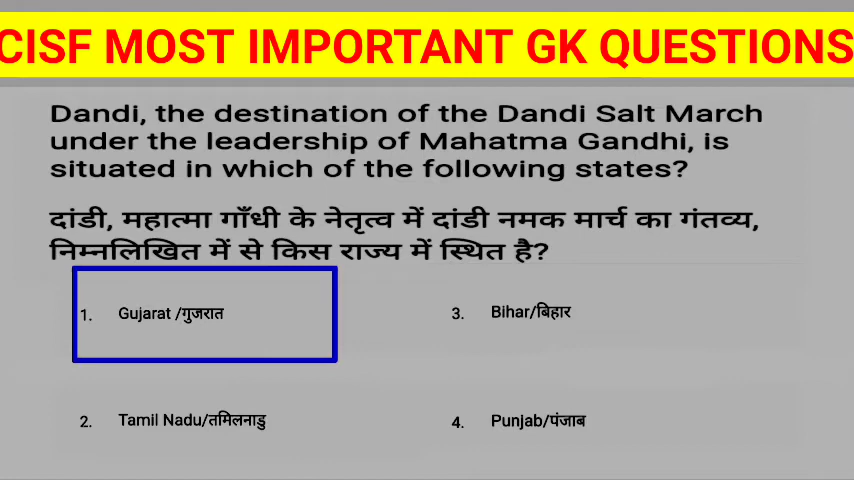 CISF MOST IMPORTANT GK QUESTIONS
Dandi, the destination of the Dandi Salt March
under the leadership of Mahatma Gandhi, is
situated in which of the following states?
दांडी, महात्मा गाँधी के नेतृत्व में दांडी नमक मार्च का गंतव्य,
निम्नलिखित में से किस राज्य में स्थित है?
1. Gujarat /गुजरात
3. Bihar/बिहार
2. Tamil Nadu/तमिलनाडु
4. Punjab/पंजाब